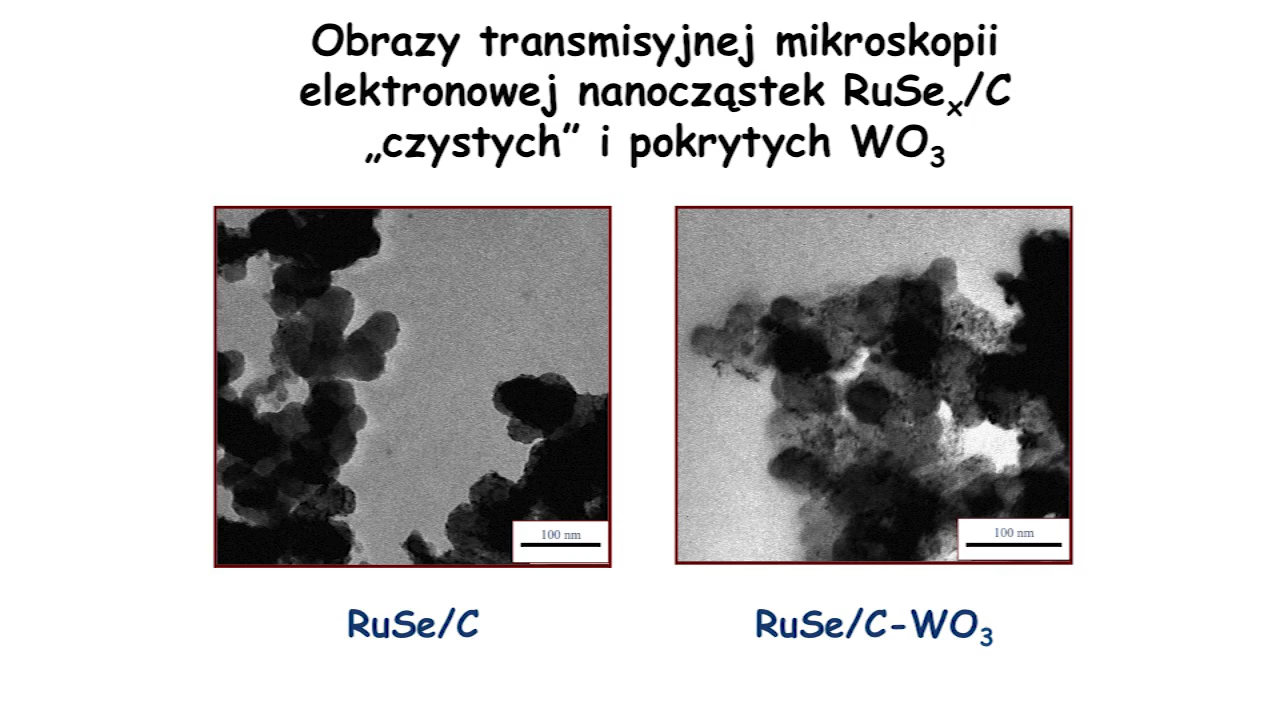 Obrazy transmisyjnej mikroskopii
elektronowej nanocząstek RuSeₓ/C
„czystych” i pokrytych WO₃
100 nm
100 nm
RuSe/C
RuSe/C-WO₃